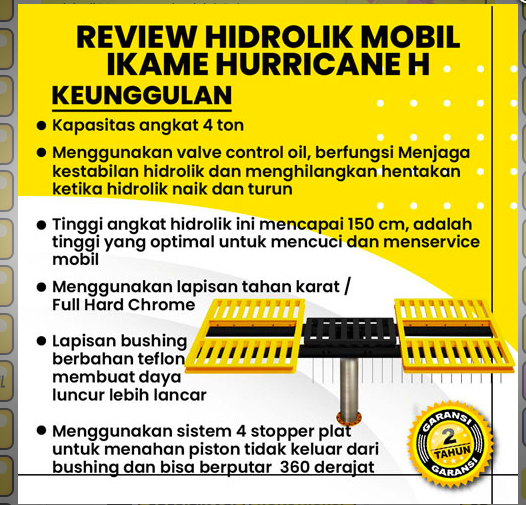 REVIEW HIDROLIK MOBIL
IKAME HURRICANE H
KEUNGGULAN
• Kapasitas angkat 4 ton
• Menggunakan valve control oil, berfungsi Menjaga
kestabilan hidrolik dan menghilangkan hentakan
ketika hidrolik naik dan turun
• Tinggi angkat hidrolik ini mencapai 150 cm, adalah
tinggi yang optimal untuk mencuci dan menservice
mobil
• Menggunakan lapisan tahan karat /
Full Hard Chrome
• Lapisan bushing
berbahan teflon
membuat daya
luncur lebih lancar
• Menggunakan sistem 4 stopper plat
untuk menahan piston tidak keluar dari
bushing dan bisa berputar 360 derajat
GARANSI
2
TAHUN
GARANSI